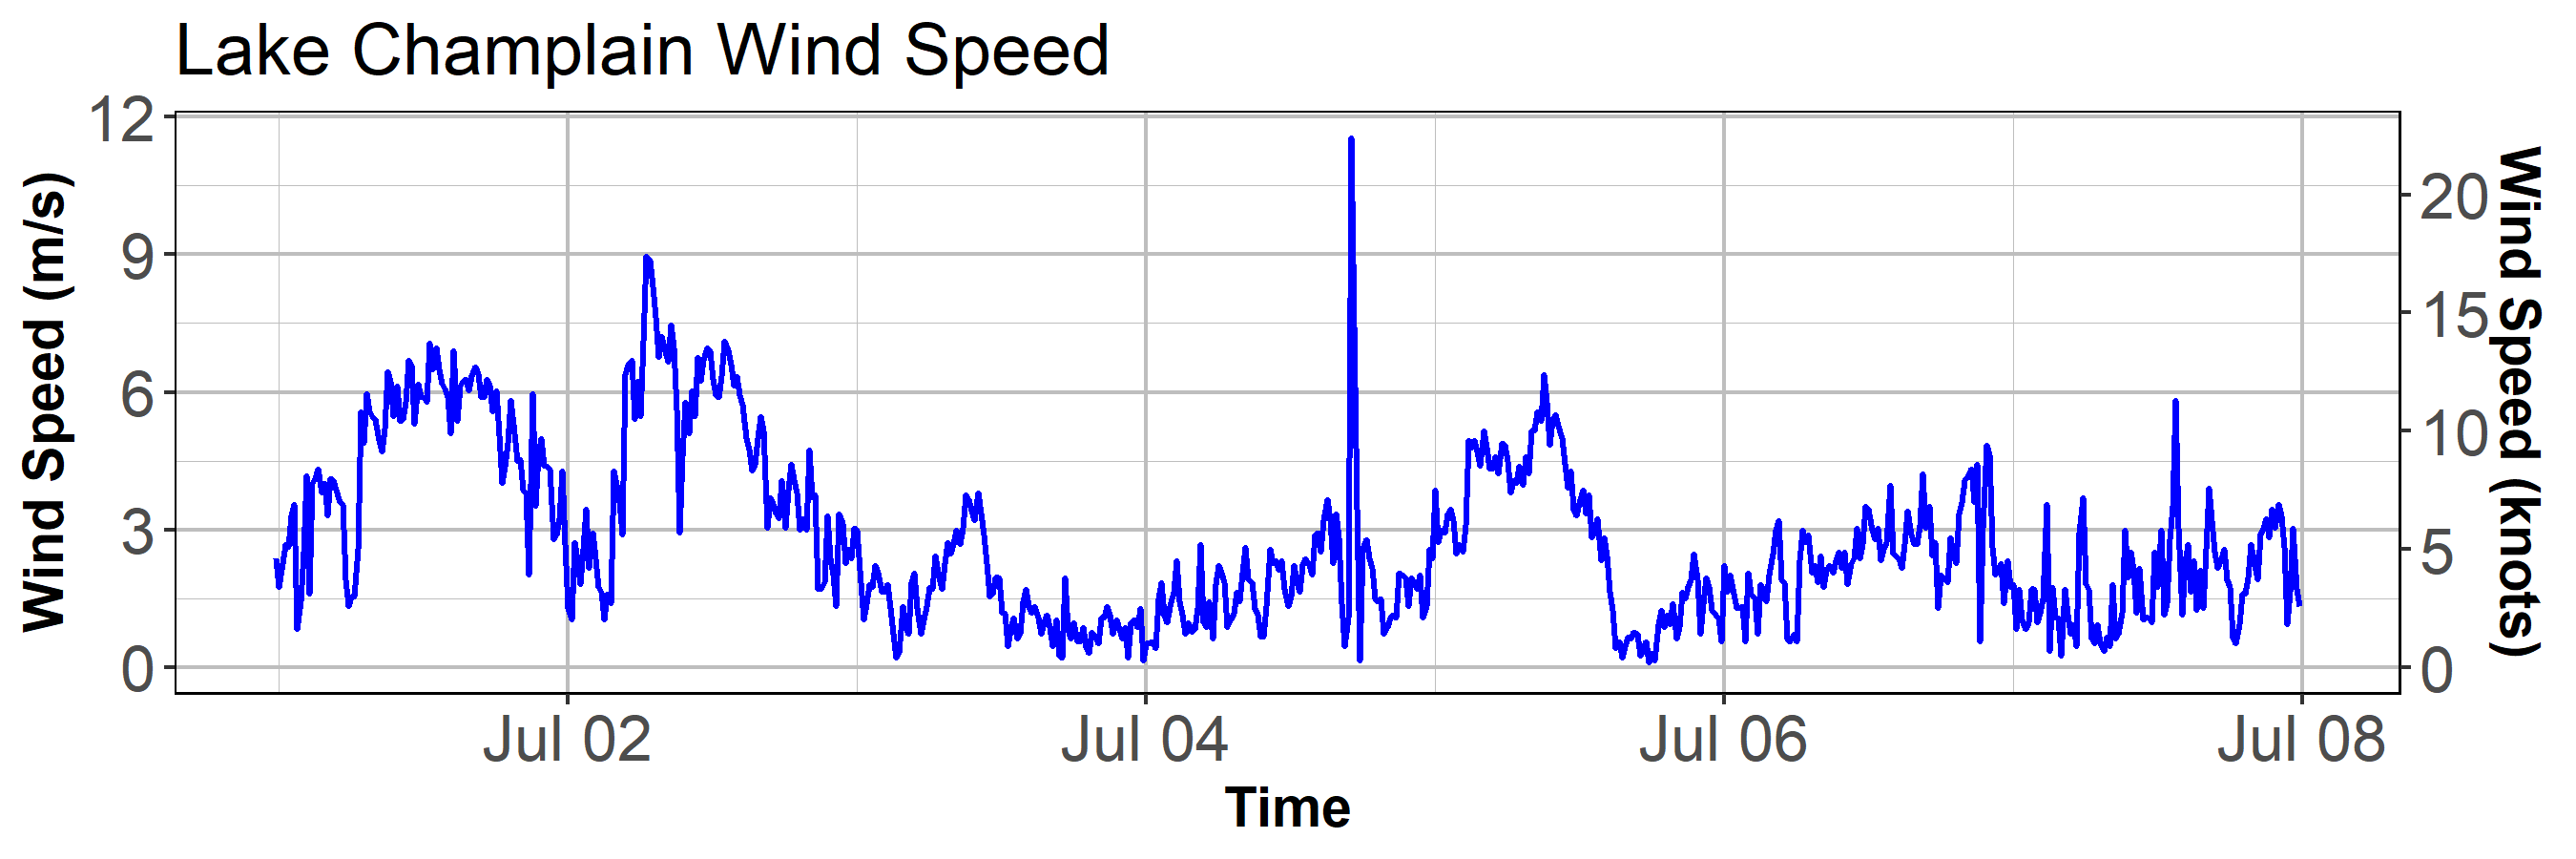 Lake Champlain Wind Speed
12
9
6
3
0
Wind Speed (m/s)
20
15
10
5
0
Wind Speed (knots)
Jul 02 Jul 04 Jul 06 Jul 08
Time